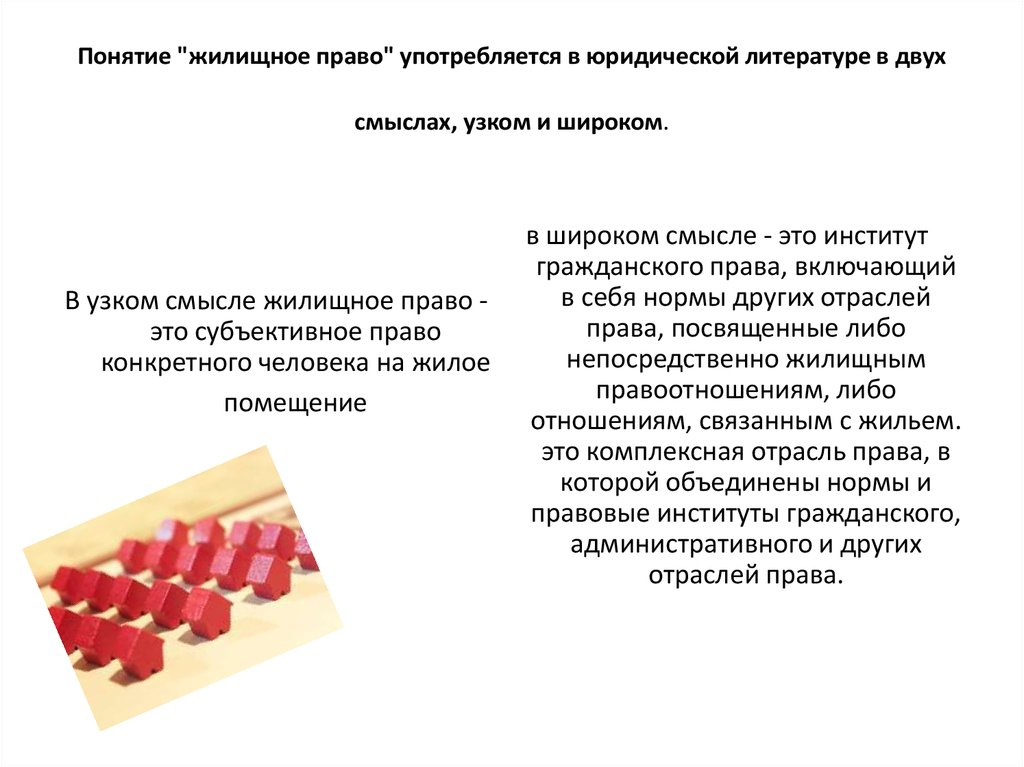 Понятие "жилищное право" употребляется в юридической литературе в двух
смыслах, узком и широком.
В узком смысле жилищное право -
это субъективное право
конкретного человека на жилое
помещение
в широком смысле - это институт
гражданского права, включающий
в себя нормы других отраслей
права, посвященные либо
непосредственно жилищным
правоотношениям, либо
отношениям, связанным с жильем.
это комплексная отрасль права, в
которой объединены нормы и
правовые институты гражданского,
административного и других
отраслей права.